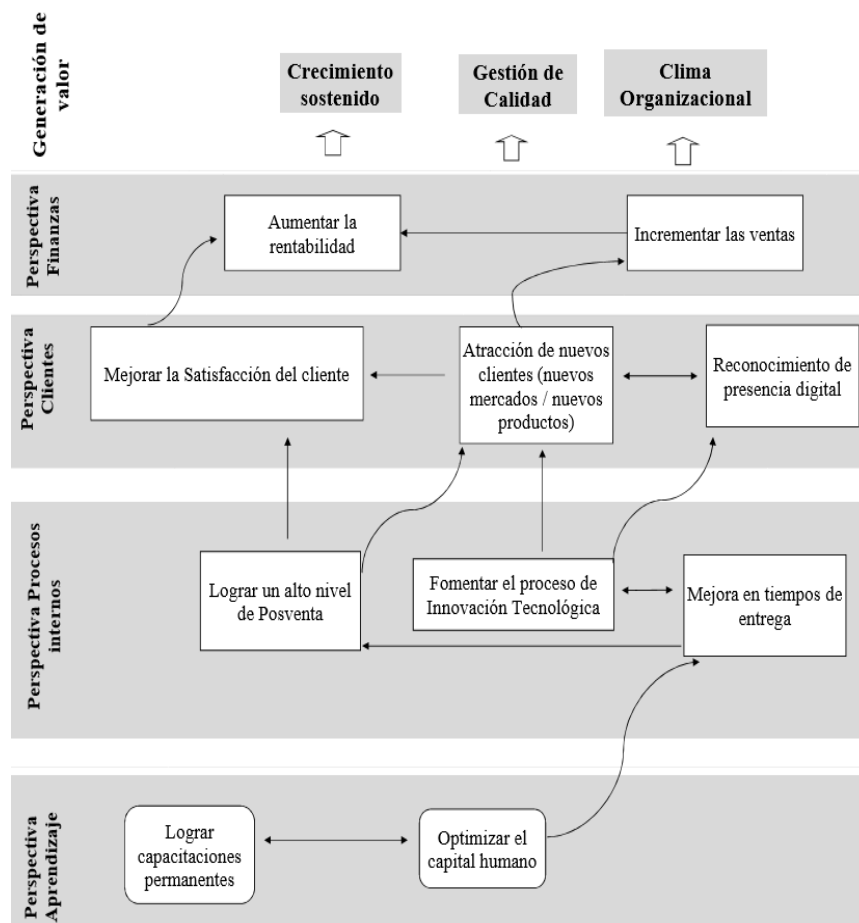 Generación de
valor
Crecimiento
sostenido
Gestión de
Calidad
Clima
Organizacional
Perspectiva
Finanzas
Aumentar la
rentabilidad
Incrementar las ventas
Perspectiva
Clientes
Mejorar la Satisfacción del cliente
Atracción de nuevos
clientes (nuevos
mercados / nuevos
productos)
Reconocimiento de
presencia digital
Perspectiva Procesos
internos
Lograr un alto nivel
de Posventa
Fomentar el proceso de
Innovación Tecnológica
Mejora en tiempos de
entrega
Perspectiva
Aprendizaje
Lograr
capacitaciones
permanentes
Optimizar el
capital humano